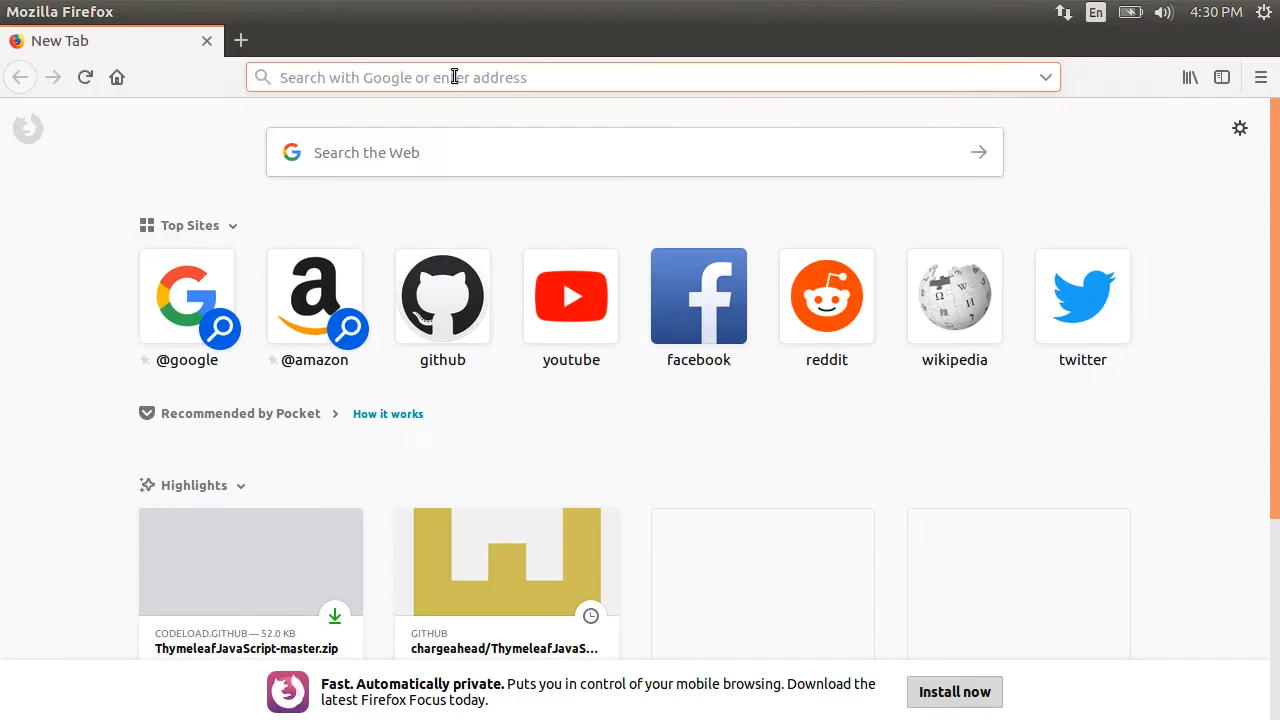 Mozilla Firefox
En
4:30 PM
New Tab
Search with Google or enter address
Search the Web
Top Sites
@google
@amazon
github
youtube
facebook
reddit
wikipedia
twitter
Recommended by Pocket
How it works
Highlights
CODELOAD.GITHUB — 52.0 KB
ThymeleafJavaScript-master.zip
GITHUB
chargeahead/ThymeleafJavaS...
Fast. Automatically private. Puts you in control of your mobile browsing. Download the
latest Firefox Focus today.
Install now